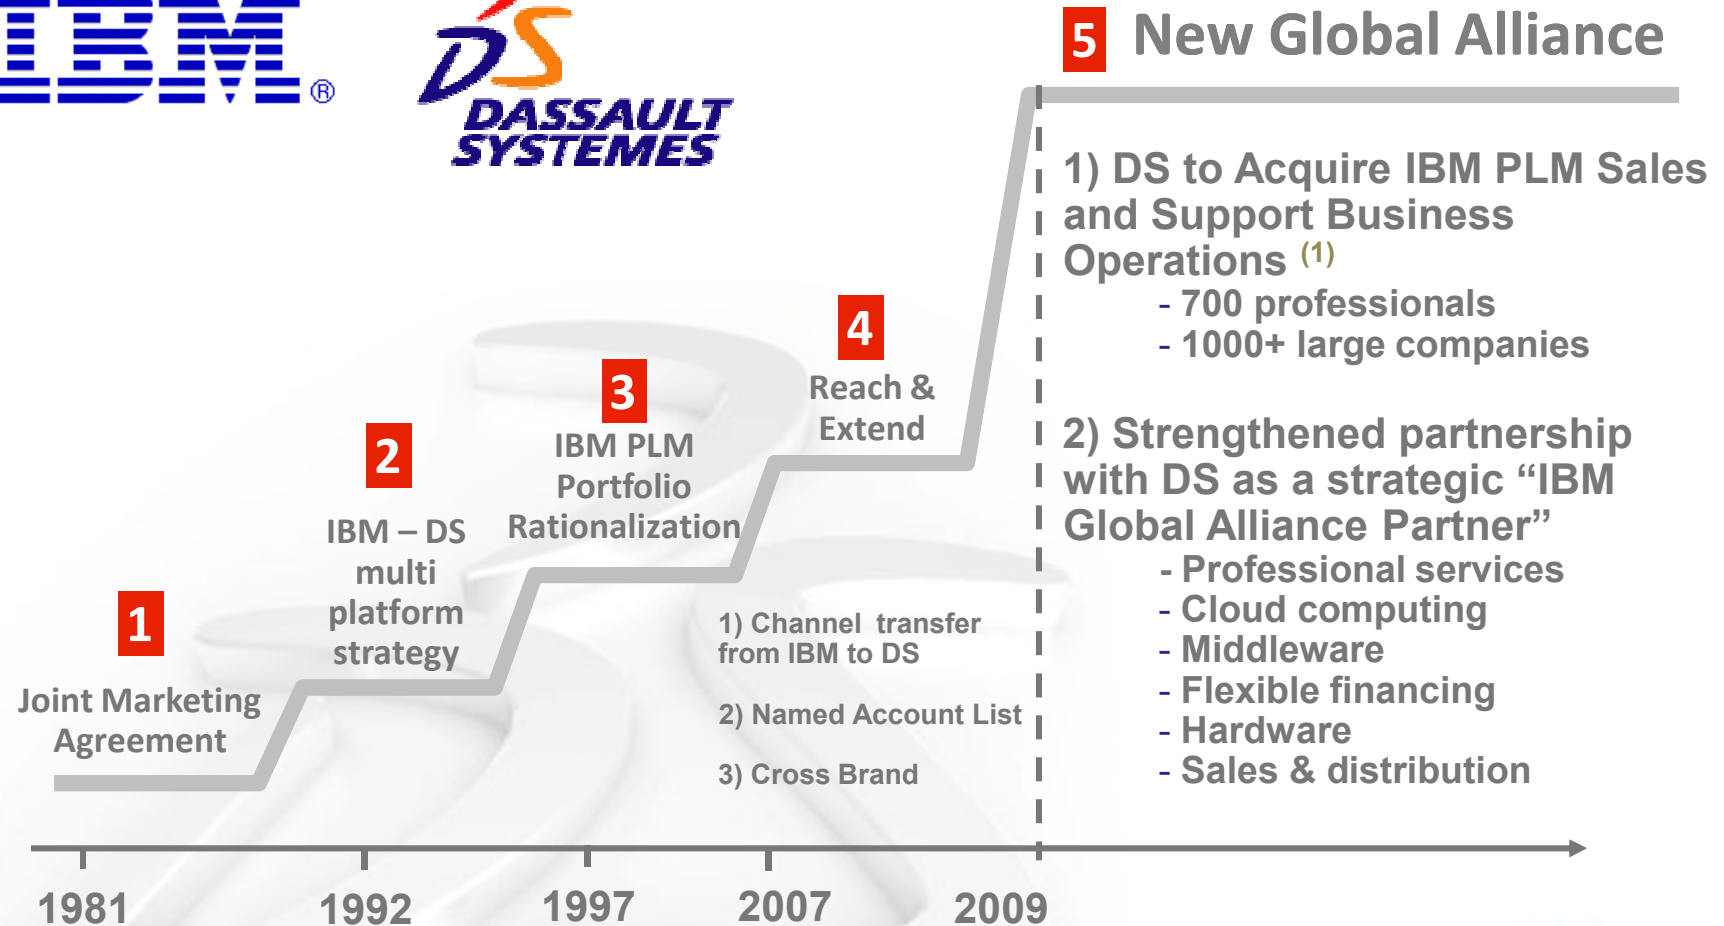 IBM®
DS
DASSAULT
SYSTEMES
5 New Global Alliance
1) DS to Acquire IBM PLM Sales
and Support Business
Operations (1)
- 700 professionals
- 1000+ large companies
2) Strengthened partnership
with DS as a strategic “IBM
Global Alliance Partner”
- Professional services
- Cloud computing
- Middleware
- Flexible financing
- Hardware
- Sales & distribution
4
Reach &
Extend
3
IBM PLM
Portfolio
Rationalization
2
IBM – DS
multi
platform
strategy
1
Joint Marketing
Agreement
1) Channel transfer
from IBM to DS
2) Named Account List
3) Cross Brand
1981 1992 1997 2007 2009